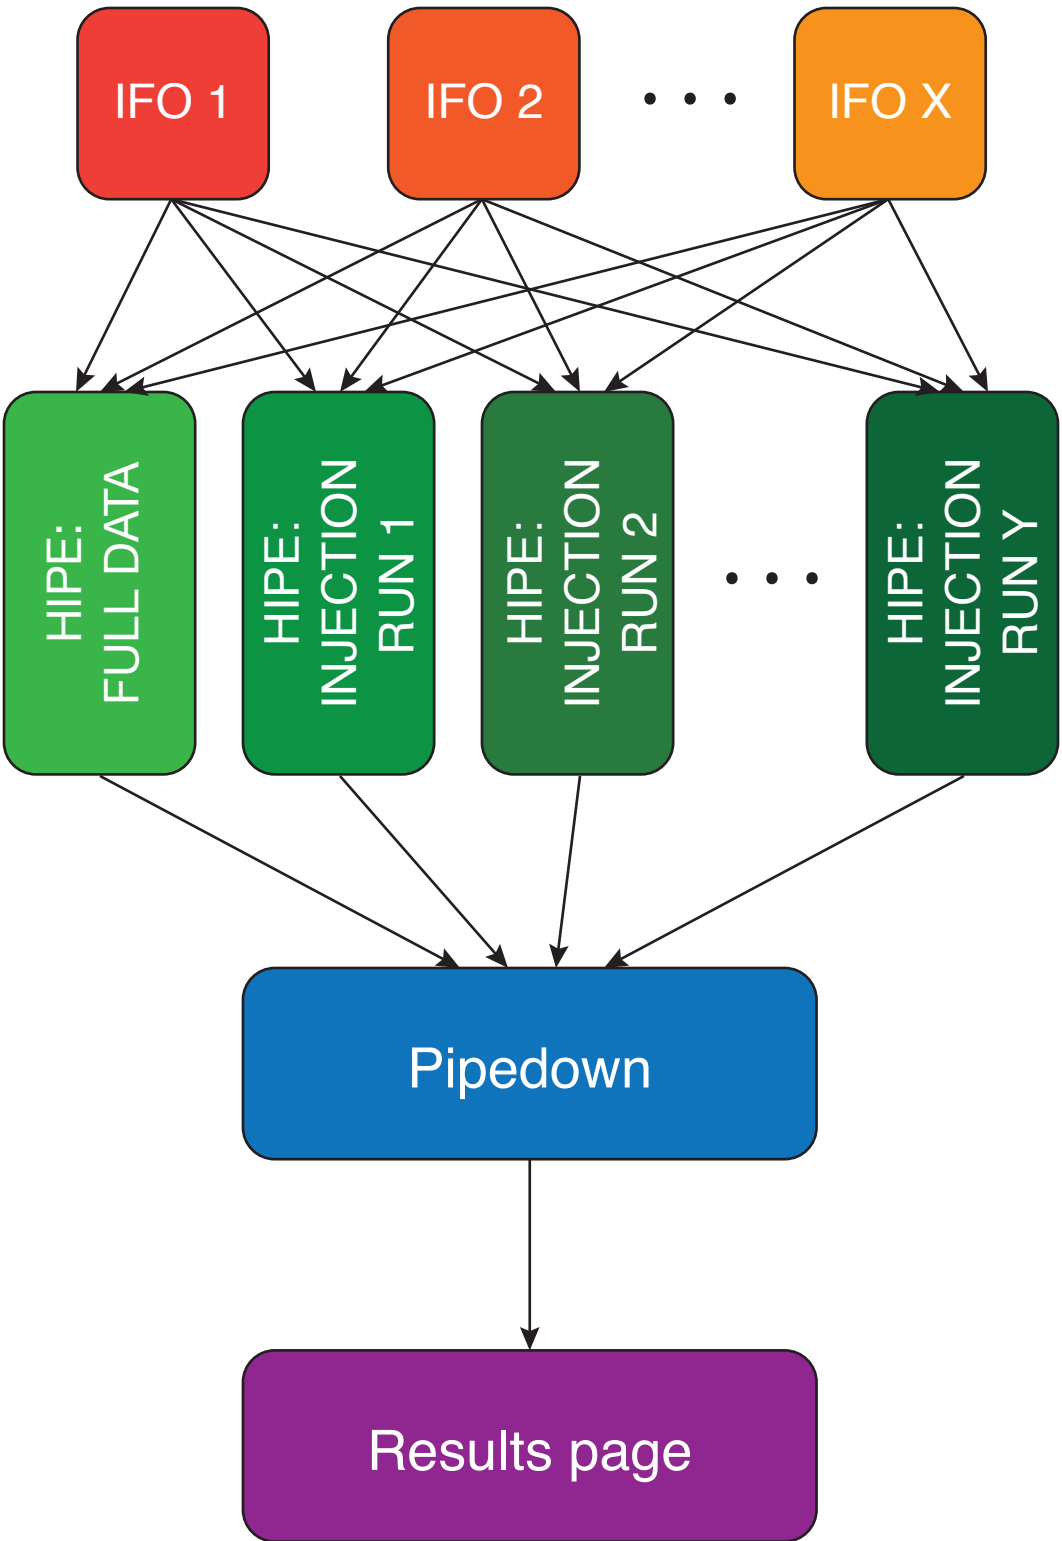 IFO 1
IFO 2
. . .
IFO X
HIPE:
FULL DATA
HIPE:
INJECTION
RUN 1
HIPE:
INJECTION
RUN 2
. . .
HIPE:
INJECTION
RUN Y
Pipedown
Results page